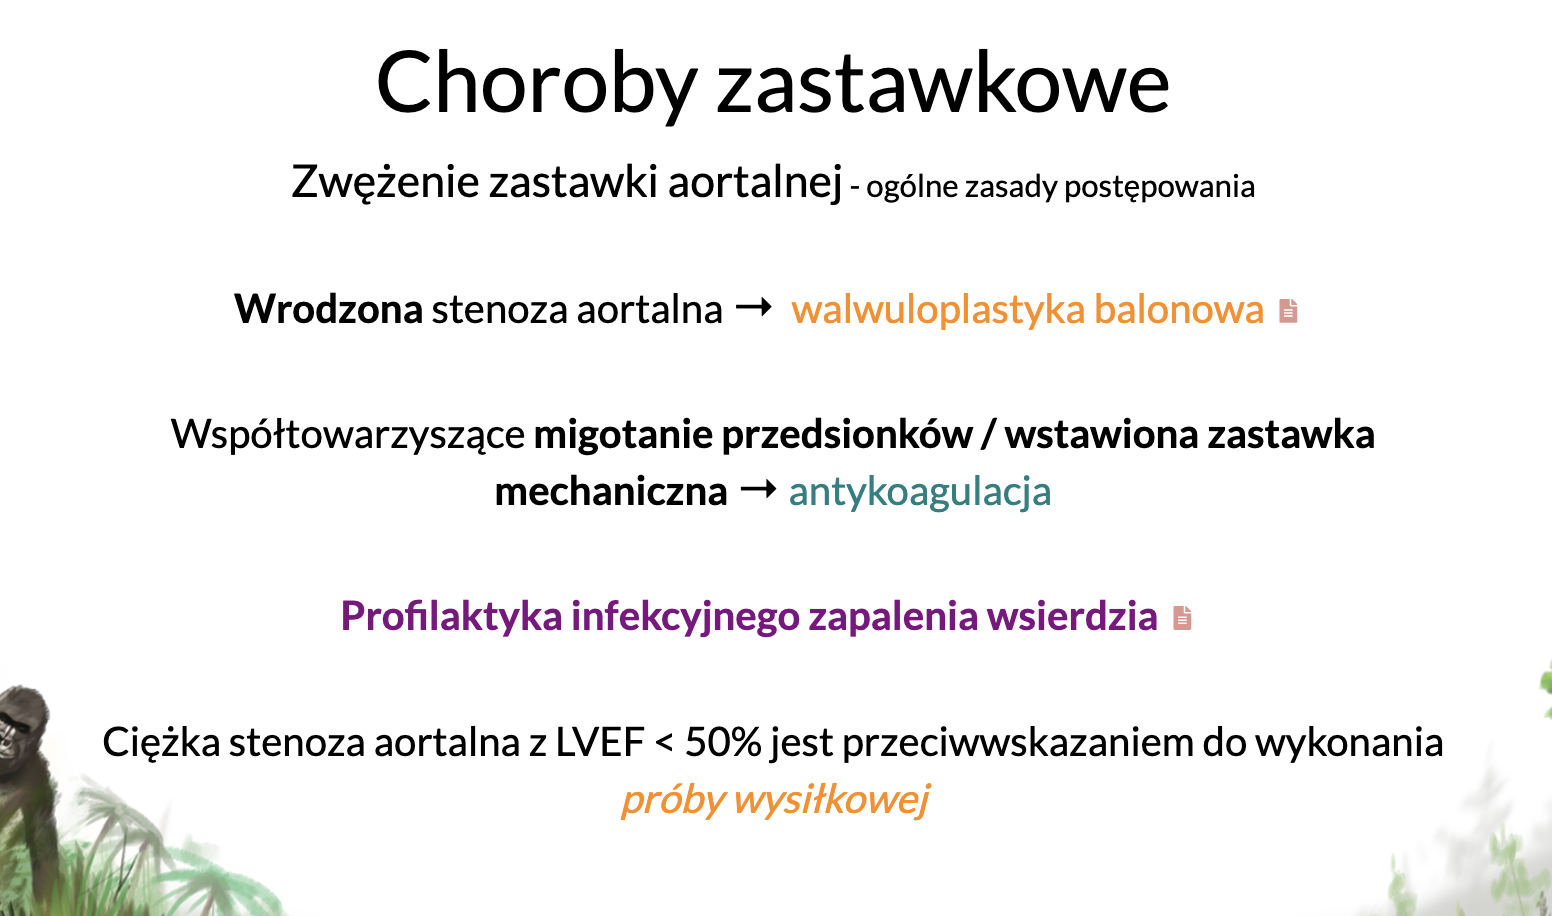 Choroby zastawkowe
Zwężenie zastawki aortalnej - ogólne zasady postępowania
Wrodzona stenoza aortalna → walwuloplastyka balonowa
Współtowarzyszące migotanie przedsionków / wstawiona zastawka
mechaniczna → antykoagulacja
Profilaktyka infekcyjnego zapalenia wsierdzia
Ciężka stenoza aortalna z LVEF < 50% jest przeciwwskazaniem do wykonania
próby wysiłkowej